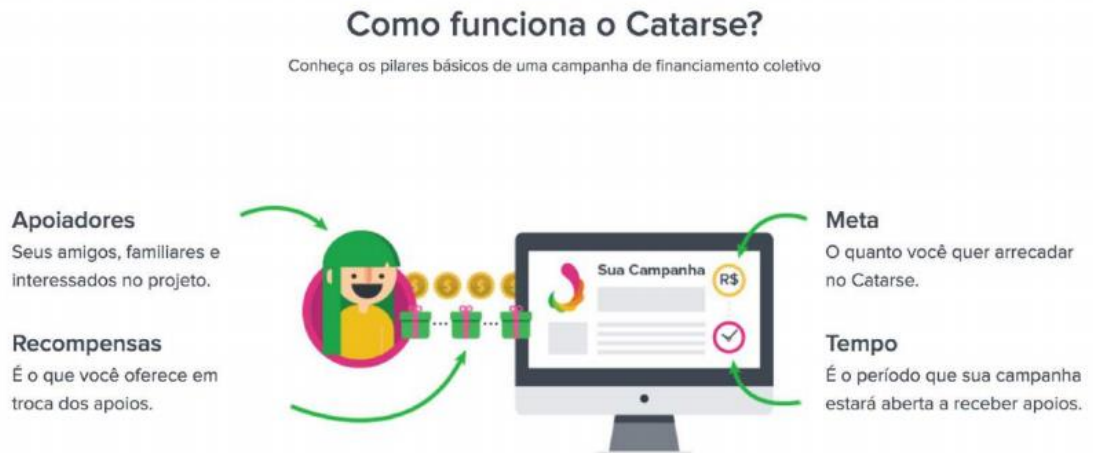 Como funciona o Catarse?
Conheça os pilares básicos de uma campanha de financiamento coletivo
Apoiadores
Seus amigos, familiares e
interessados no projeto.
Recompensas
É o que você oferece em
troca dos apoios.
Sua Campanha
R$
Meta
O quanto você quer arrecadar
no Catarse.
Tempo
É o período que sua campanha
estará aberta a receber apoios.